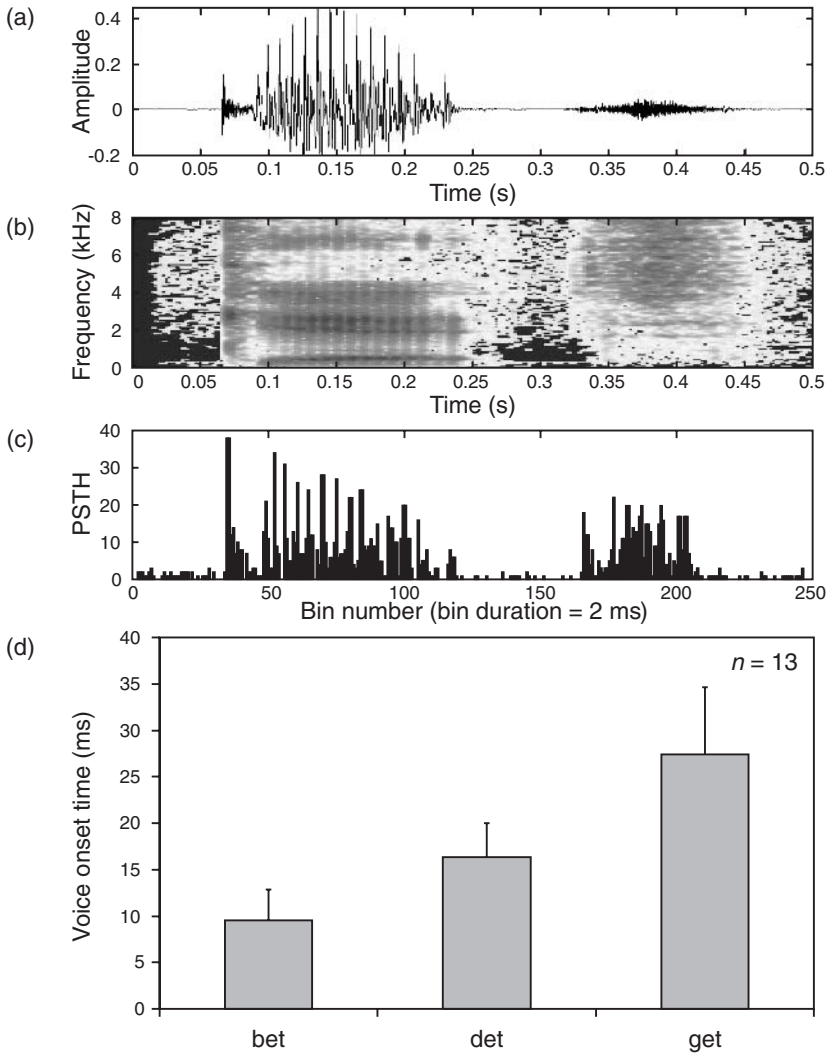 (a)
Amplitude
0.4
0.2
0
-0.2
0 0.05 0.1 0.15 0.2 0.25 0.3 0.35 0.4 0.45 0.5
Time (s)
(b)
Frequency (kHz)
8
6
4
2
0
0 0.05 0.1 0.15 0.2 0.25 0.3 0.35 0.4 0.45 0.5
Time (s)
(c)
PSTH
40
30
20
10
0
0 50 100 150 200 250
Bin number (bin duration = 2 ms)
(d)
Voice onset time (ms)
40
35
30
25
20
15
10
5
0
n = 13
bet det get